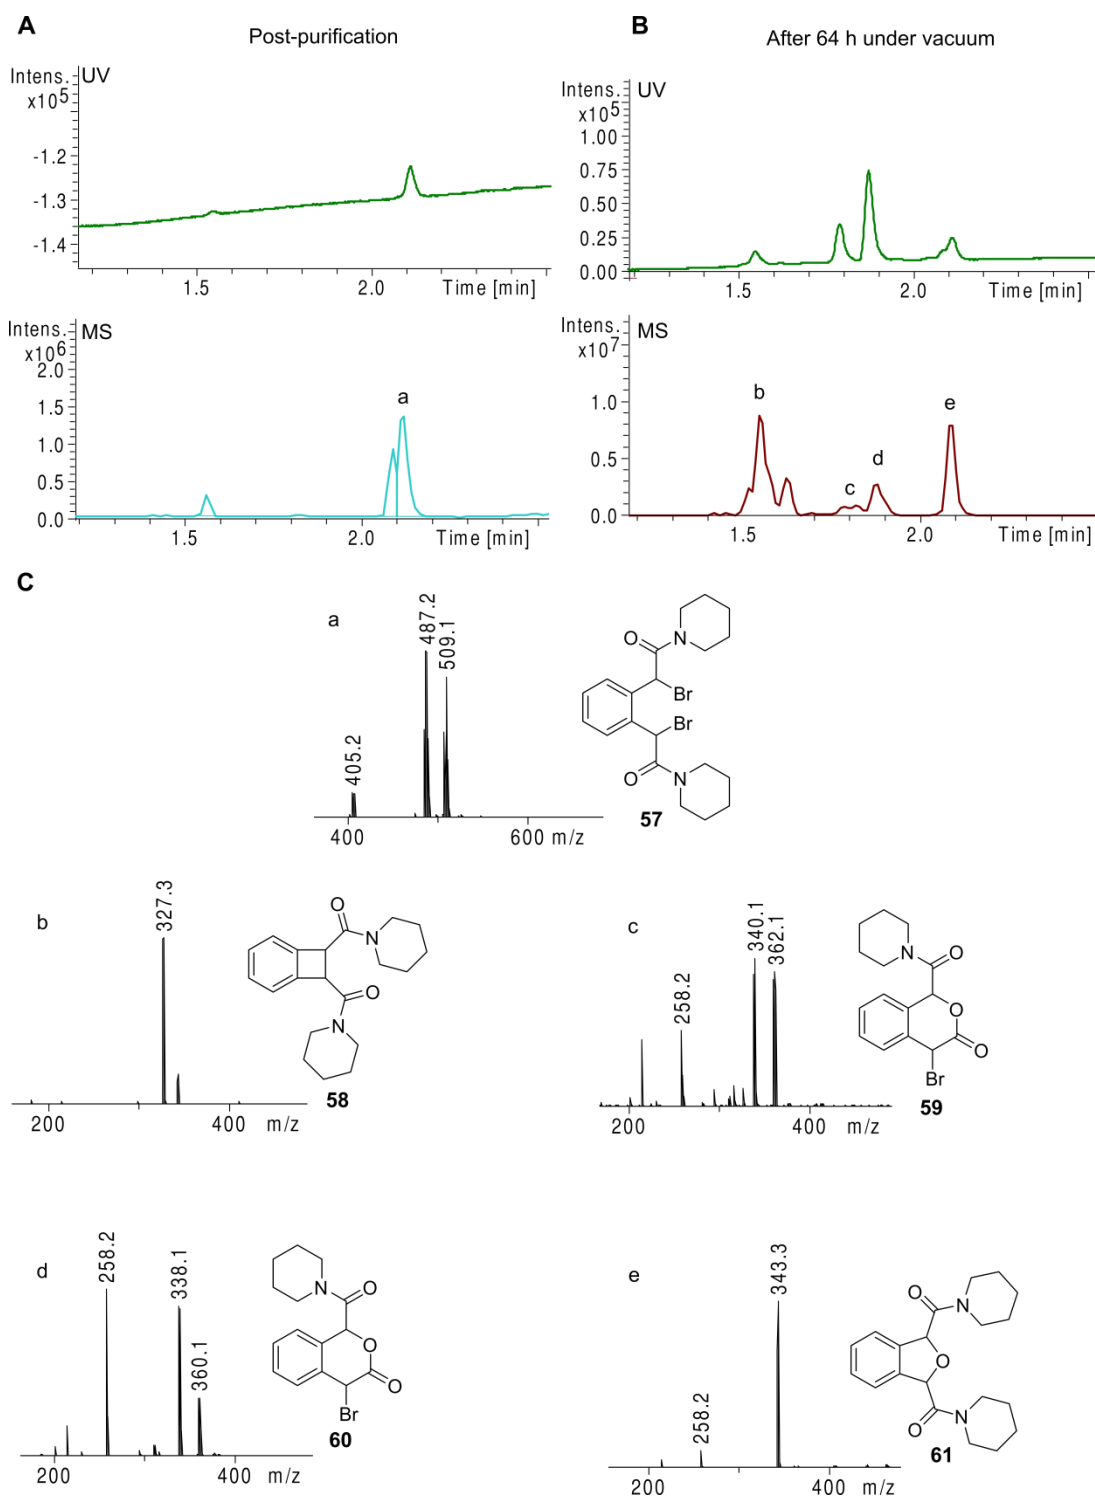 A
Post-purification
Intens.
x10^5
UV
-1.2
-1.3
-1.4
1.5
2.0
Time [min]
Intens.
x10^6
MS
2.0
1.5
1.0
0.5
0.0
a
1.5
2.0
Time [min]
B
After 64 h under vacuum
Intens.
x10^5
UV
1.00
0.75
0.50
0.25
0.00
1.5
2.0
Time [min]
Intens.
x10^7
MS
1.0
0.5
0.0
b
c
d
e
1.5
2.0
Time [min]
C
a
405.2
487.2
509.1
400
600 m/z
O
N
Br
Br
O
N
57
b
327.3
200
400
m/z
O
N
O
N
58
c
258.2
340.1
362.1
200
400
m/z
N
O
O
O
Br
59
d
258.2
338.1
360.1
200
400
m/z
N
O
O
O
Br
60
e
258.2
343.3
200
400
m/z
O
N
O
O
N
61